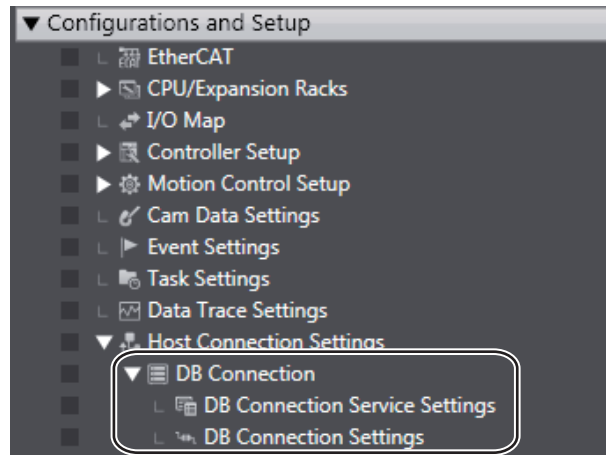 Configurations and Setup
EtherCAT
CPU/Expansion Racks
I/O Map
Controller Setup
Motion Control Setup
Cam Data Settings
Event Settings
Task Settings
Data Trace Settings
Host Connection Settings
DB Connection
DB Connection Service Settings
DB Connection Settings